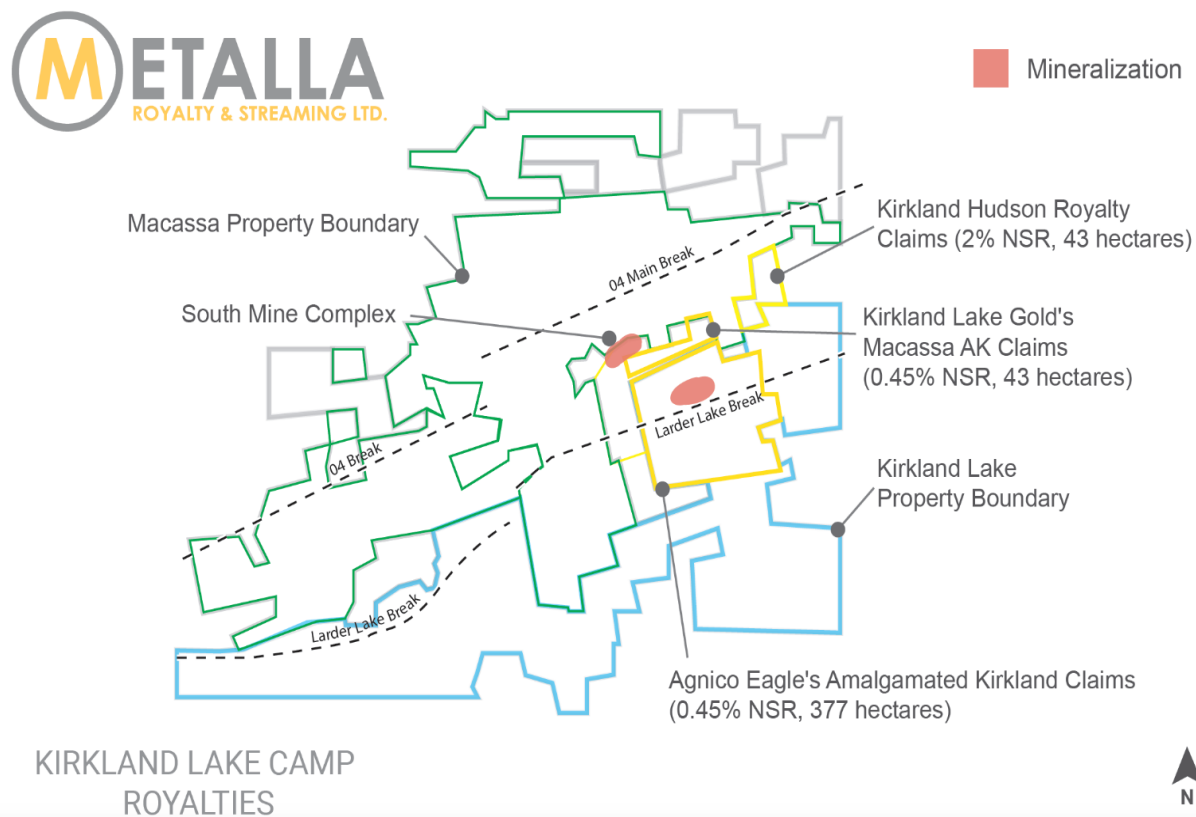 METALLA
ROYALTY & STREAMING LTD.
Mineralization
Macassa Property Boundary
Kirkland Hudson Royalty
Claims (2% NSR, 43 hectares)
04 Main Break
South Mine Complex
Kirkland Lake Gold's
Macassa AK Claims
(0.45% NSR, 43 hectares)
Larder Lake Break
04 Break
Kirkland Lake
Property Boundary
Larder Lake Break
Agnico Eagle's Amalgamated Kirkland Claims
(0.45% NSR, 377 hectares)
KIRKLAND LAKE CAMP
ROYALTIES
N